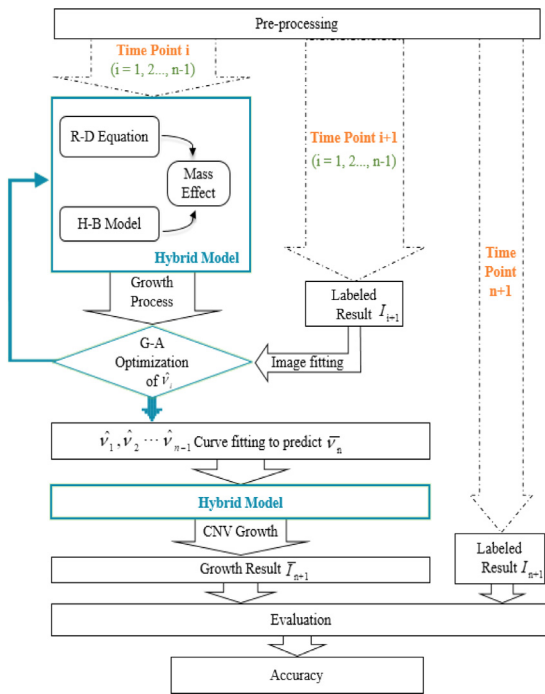 Pre-processing
Time Point i
(i = 1, 2..., n-1)
R-D Equation
Mass
Effect
H-B Model
Hybrid Model
Time Point i+1
(i = 1, 2..., n-1)
Time
Point
n+1
Growth
Process
Labeled
Result I_{i+1}
G-A
Optimization
of ν̂_i
Image fitting
ν̂_1, ν̂_2 ⋯ ν̂_{n-1} Curve fitting to predict ν̅_n
Hybrid Model
CNV Growth
Growth Result I̅_{n+1}
Labeled
Result I_{n+1}
Evaluation
Accuracy